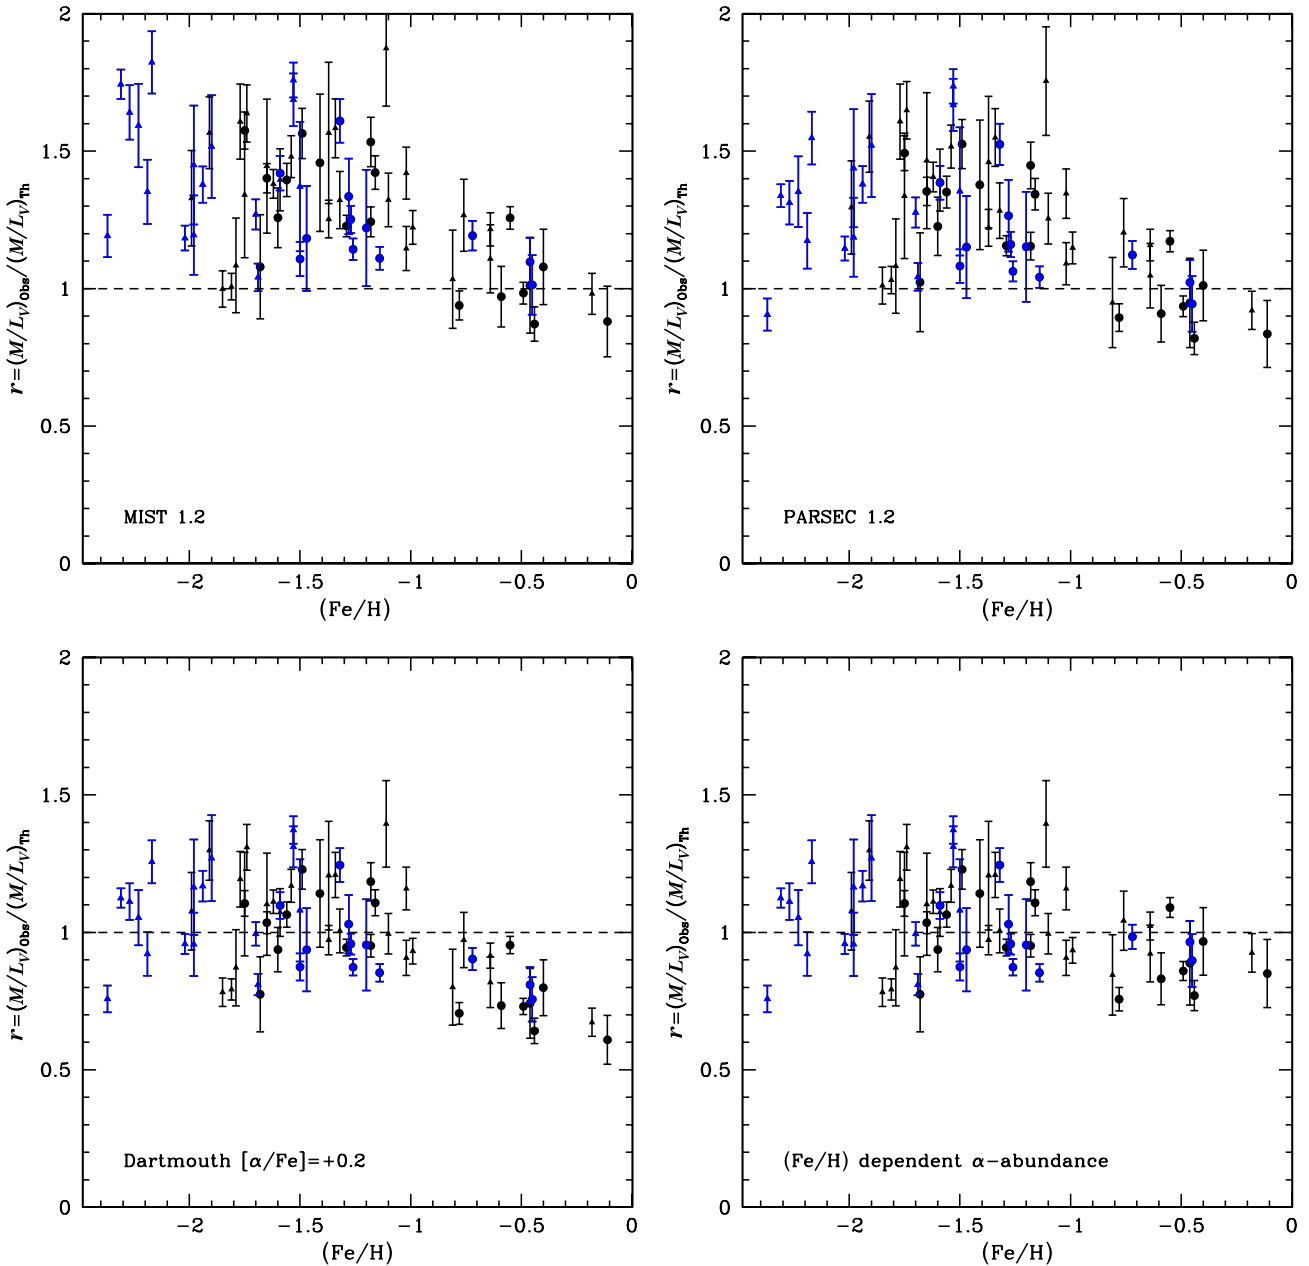 2
1.5
1
0.5
0
r=(M/L_V)_Obs/(M/L_V)_Th
MIST 1.2
−2 −1.5 −1 −0.5 0
(Fe/H)
2
1.5
1
0.5
0
r=(M/L_V)_Obs/(M/L_V)_Th
PARSEC 1.2
−2 −1.5 −1 −0.5 0
(Fe/H)
2
1.5
1
0.5
0
r=(M/L_V)_Obs/(M/L_V)_Th
Dartmouth [α/Fe]=+0.2
−2 −1.5 −1 −0.5 0
(Fe/H)
2
1.5
1
0.5
0
r=(M/L_V)_Obs/(M/L_V)_Th
(Fe/H) dependent α−abundance
−2 −1.5 −1 −0.5 0
(Fe/H)